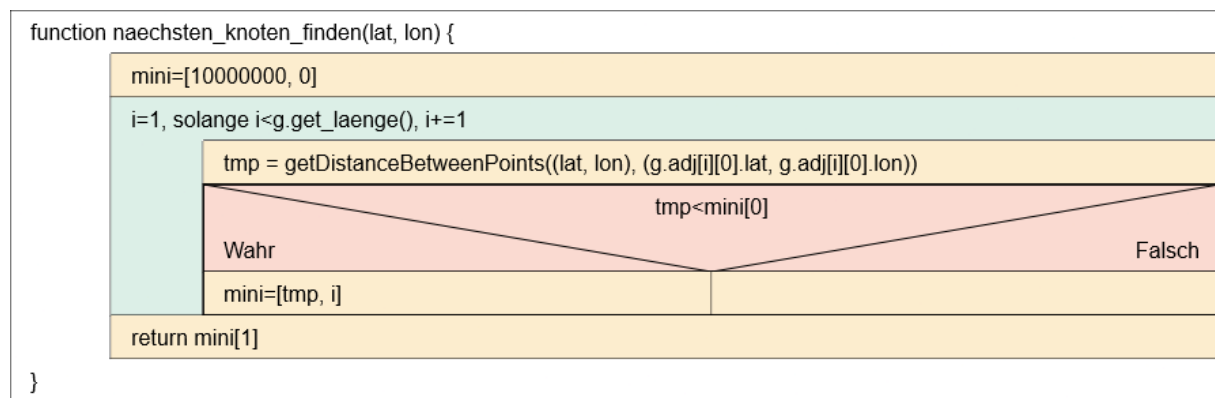 function naechsten_knoten_finden(lat, lon) {
mini=[10000000, 0]
i=1, solange i<g.get_laenge(), i+=1
tmp = getDistanceBetweenPoints((lat, lon), (g.adj[i][0].lat, g.adj[i][0].lon))
tmp<mini[0]
Wahr Falsch
mini=[tmp, i]
return mini[1]
}